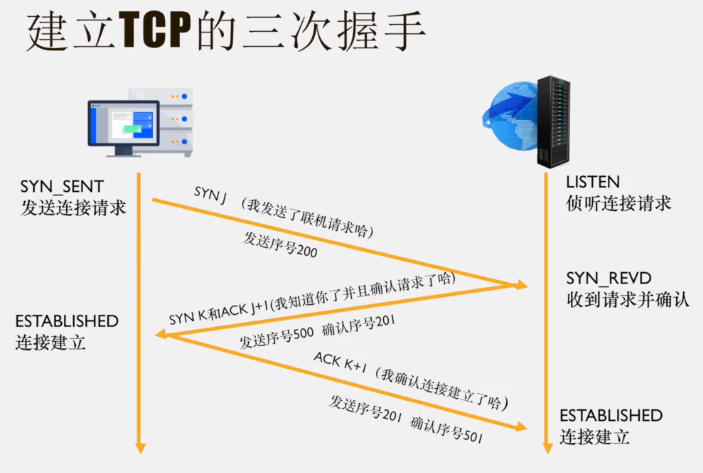 建立TCP的三次握手
SYN_SENT
发送连接请求
LISTEN
侦听连接请求
SYN J （我发送了联机请求哈）
发送序号200
SYN_REVD
收到请求并确认
SYN K和ACK J+1(我知道你了并且确认请求了哈)
发送序号500 确认序号201
ESTABLISHED
连接建立
ACK K+1（我确认连接建立了哈）
发送序号201 确认序号501
ESTABLISHED
连接建立